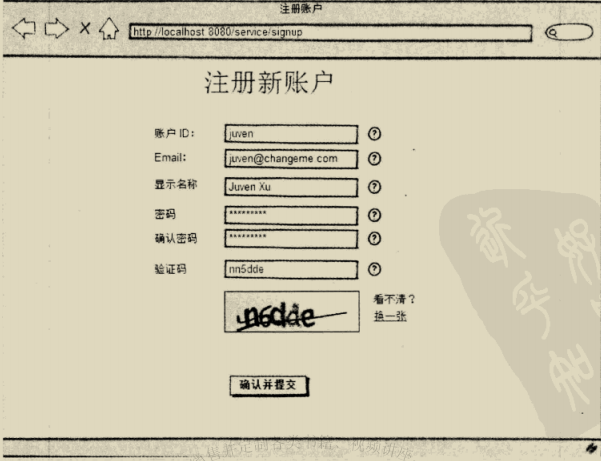 注册账户
http://localhost 8080/service/signup
注册新账户
账户 ID: juven ?
Email: juven@changeme.com ?
显示名称 Juven Xu ?
密码 ********* ?
确认密码 ********* ?
验证码 nn5dde ?
看不清?
换一张
确认并提交